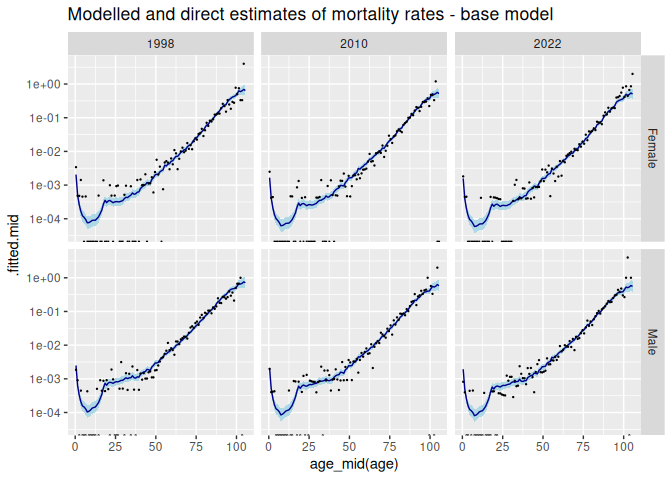 Modelled and direct estimates of mortality rates - base model
1998 2010 2022
1e+00
1e-01
1e-02
1e-03
1e-04
Female
1e+00
1e-01
1e-02
1e-03
1e-04
Male
.fitted.mid
0 25 50 75 100 0 25 50 75 100 0 25 50 75 100
age_mid(age)